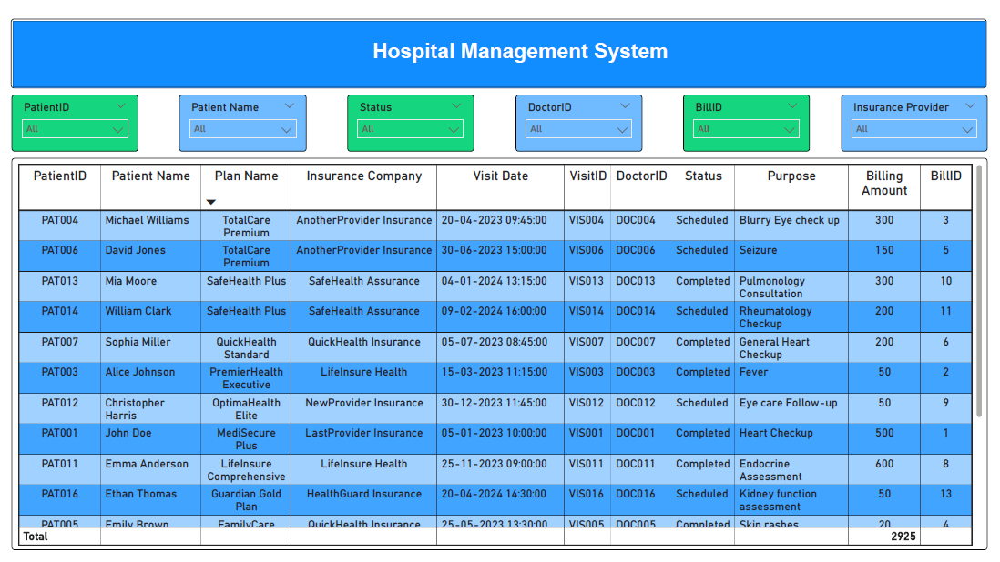 Hospital Management System
PatientID Patient Name Status DoctorID BillID Insurance Provider
All All All All All All
PatientID Patient Name Plan Name Insurance Company Visit Date VisitID DoctorID Status Purpose Billing Amount BillID
PAT004 Michael Williams TotalCare Premium AnotherProvider Insurance 20-04-2023 09:45:00 VIS004 DOC004 Scheduled Blurry Eye check up 300 3
PAT006 David Jones TotalCare Premium AnotherProvider Insurance 30-06-2023 15:00:00 VIS006 DOC006 Scheduled Seizure 150 5
PAT013 Mia Moore SafeHealth Plus SafeHealth Assurance 04-01-2024 13:15:00 VIS013 DOC013 Completed Pulmonology Consultation 300 10
PAT014 William Clark SafeHealth Plus SafeHealth Assurance 09-02-2024 16:00:00 VIS014 DOC014 Scheduled Rheumatology Checkup 200 11
PAT007 Sophia Miller QuickHealth Standard QuickHealth Insurance 05-07-2023 08:45:00 VIS007 DOC007 Completed General Heart Checkup 200 6
PAT003 Alice Johnson PremierHealth Executive LifeInsure Health 15-03-2023 11:15:00 VIS003 DOC003 Completed Fever 50 2
PAT012 Christopher Harris OptimaHealth Elite NewProvider Insurance 30-12-2023 11:45:00 VIS012 DOC012 Scheduled Eye care Follow-up 50 9
PAT001 John Doe MediSecure Plus LastProvider Insurance 05-01-2023 10:00:00 VIS001 DOC001 Completed Heart Checkup 500 1
PAT011 Emma Anderson LifeInsure Comprehensive LifeInsure Health 25-11-2023 09:00:00 VIS011 DOC011 Completed Endocrine Assessment 600 8
PAT016 Ethan Thomas Guardian Gold Plan HealthGuard Insurance 20-04-2024 14:30:00 VIS016 DOC016 Scheduled Kidney function assessment 50 13
PAT005 Emily Brown FamilyCare QuickHealth Insurance 25-05-2023 13:30:00 VIS005 DOC005 Completed Skin rashes 20 4
Total 2925